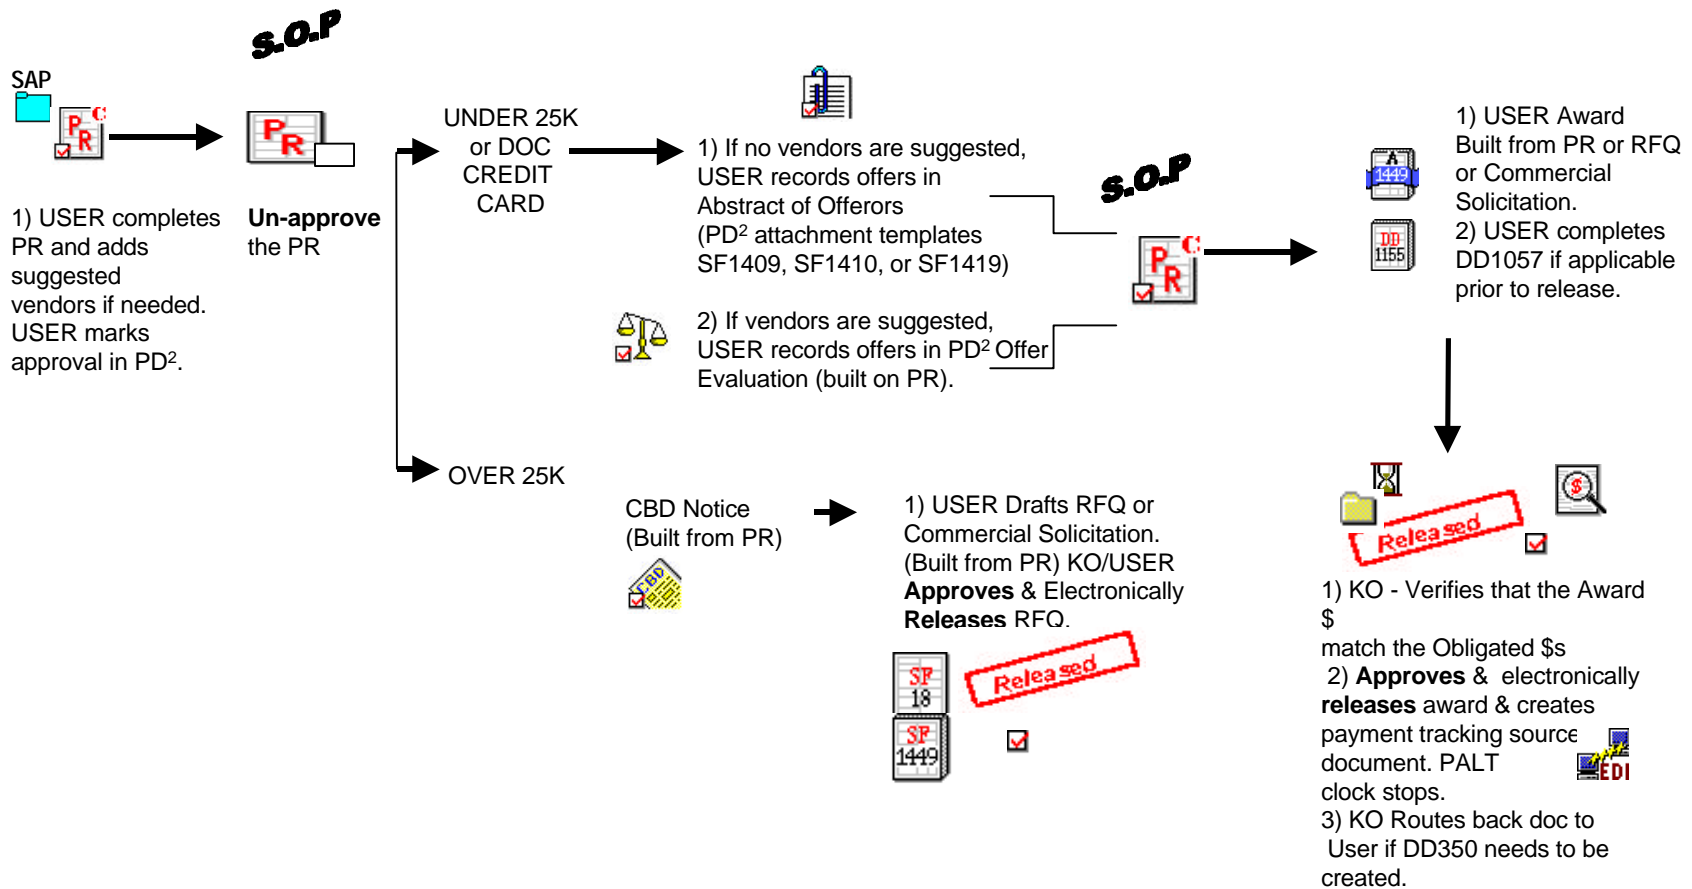 S.O.P
SAP
PR C
1) USER completes
PR and adds
suggested
vendors if needed.
USER marks
approval in PD².
PR
Un-approve
the PR
UNDER 25K
or DOC
CREDIT
CARD
1) If no vendors are suggested,
USER records offers in
Abstract of Offerors
(PD² attachment templates
SF1409, SF1410, or SF1419)
2) If vendors are suggested,
USER records offers in PD² Offer
Evaluation (built on PR).
S.O.P
PR C
1) USER Award
Built from PR or RFQ
or Commercial
Solicitation.
2) USER completes
DD1057 if applicable
prior to release.
A
1449
DD
1155
OVER 25K
CBD Notice
(Built from PR)
CBD
1) USER Drafts RFQ or
Commercial Solicitation.
(Built from PR) KO/USER
Approves & Electronically
Releases RFQ.
SF
18
SF
1449
Released
$
Released
1) KO - Verifies that the Award
$
match the Obligated $s
2) Approves & electronically
releases award & creates
payment tracking source
document. PALT
clock stops.
EDI
3) KO Routes back doc to
User if DD350 needs to be
created.